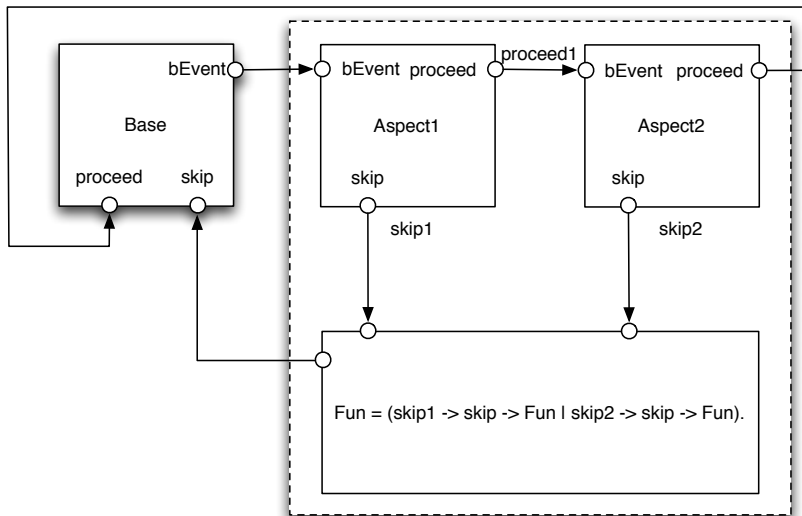 proceed1
bEvent
bEvent proceed
bEvent proceed
Base
Aspect1
Aspect2
proceed skip
skip
skip
skip1
skip2
Fun = (skip1 -> skip -> Fun | skip2 -> skip -> Fun).